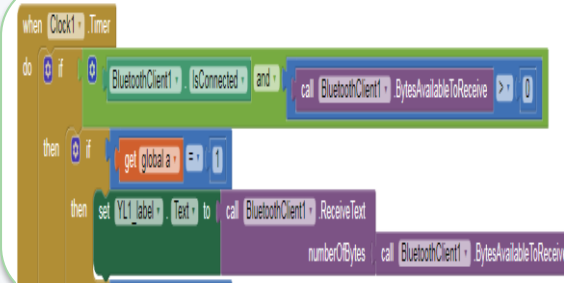 when Clock1 .Timer
do if BluetoothClient1 . IsConnected and call BluetoothClient1 .BytesAvailableToReceive > 0
then if get global a = 1
then set YL1_label . Text to call BluetoothClient1 .ReceiveText
numberOfBytes call BluetoothClient1 .BytesAvailableToReceive